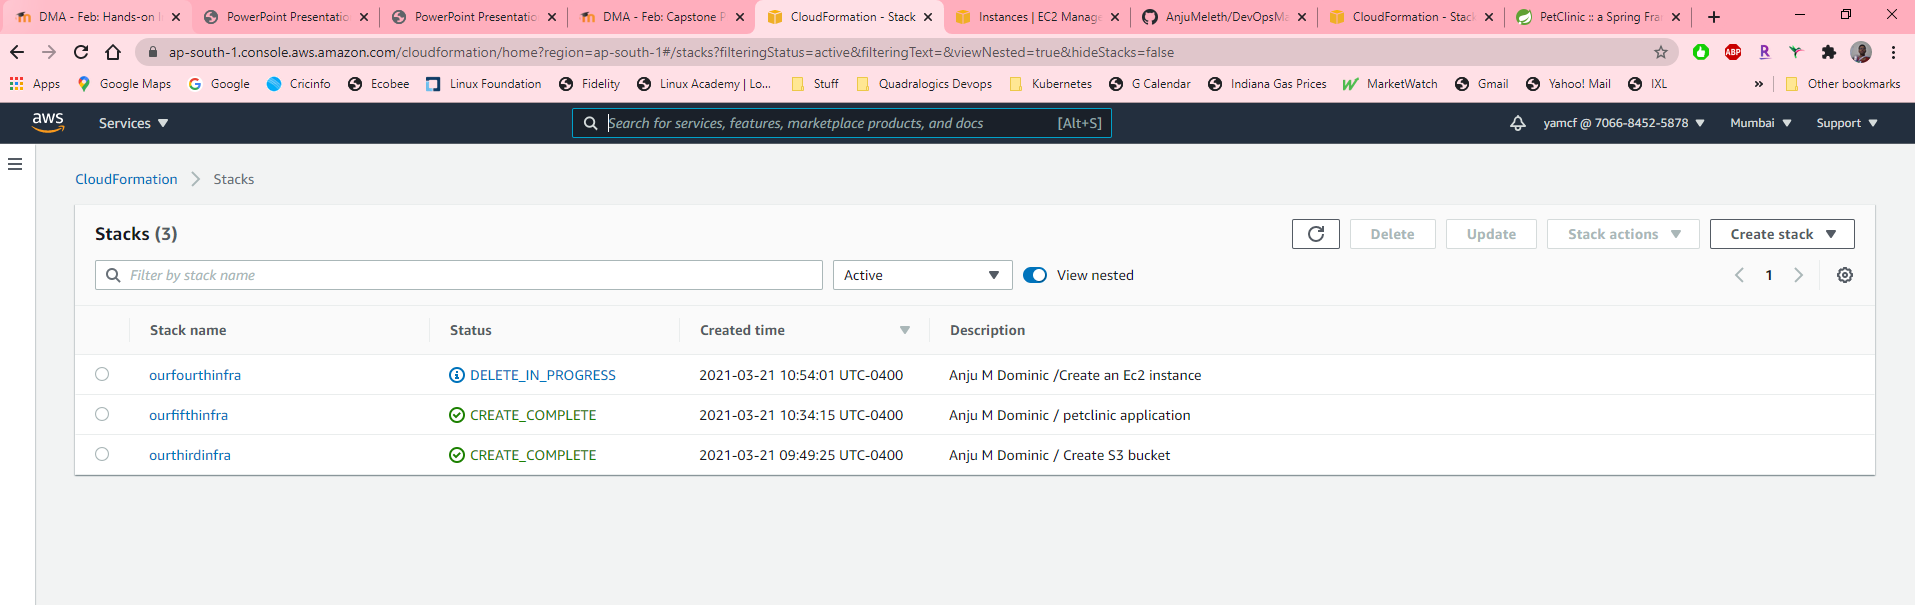 DMA - Feb: Hands-on I
PowerPoint Presentatio
PowerPoint Presentatio
DMA - Feb: Capstone P
CloudFormation - Stack
Instances | EC2 Manage
AnjuMeleth/DevOpsMa
CloudFormation - Stack
PetClinic :: a Spring Fra
ap-south-1.console.aws.amazon.com/cloudformation/home?region=ap-south-1#/stacks?filteringStatus=active&filteringText=&viewNested=true&hideStacks=false
ABP
R
Apps
Google Maps
Google
Cricinfo
Ecobee
Linux Foundation
Fidelity
Linux Academy | Lo...
Stuff
Quadralogics Devops
Kubernetes
G Calendar
Indiana Gas Prices
MarketWatch
Gmail
Yahoo! Mail
IXL
»
Other bookmarks
aws
Services
Search for services, features, marketplace products, and docs
[Alt+S]
yamcf @ 7066-8452-5878
Mumbai
Support
CloudFormation
Stacks
Stacks (3)
Delete
Update
Stack actions
Create stack
Filter by stack name
Active
View nested
1
Stack name
Status
Created time
Description
ourfourthinfra
DELETE_IN_PROGRESS
2021-03-21 10:54:01 UTC-0400
Anju M Dominic /Create an Ec2 instance
ourfifthinfra
CREATE_COMPLETE
2021-03-21 10:34:15 UTC-0400
Anju M Dominic / petclinic application
ourthirdinfra
CREATE_COMPLETE
2021-03-21 09:49:25 UTC-0400
Anju M Dominic / Create S3 bucket